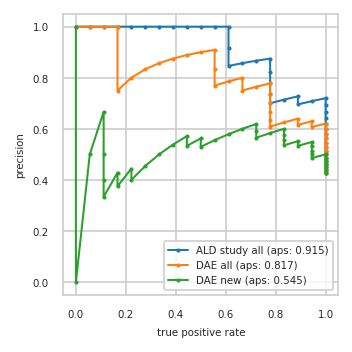 1.0
0.8
0.6
0.4
0.2
0.0
precision
ALD study all (aps: 0.915)
DAE all (aps: 0.817)
DAE new (aps: 0.545)
0.0 0.2 0.4 0.6 0.8 1.0
true positive rate